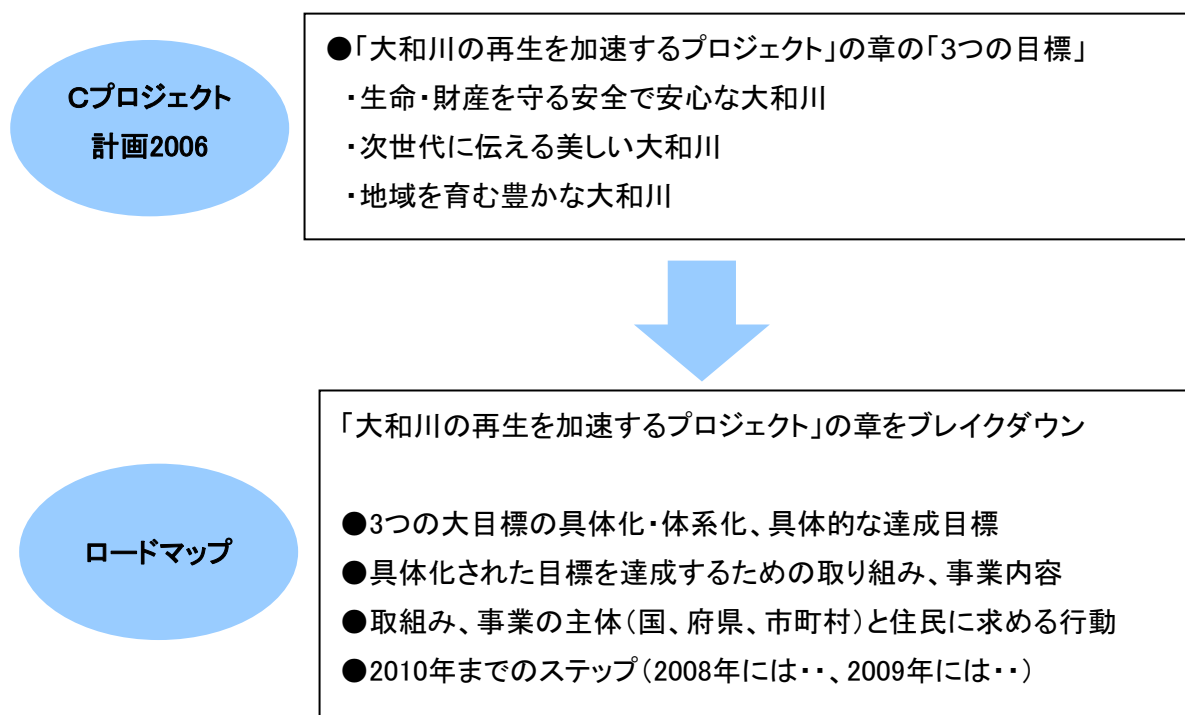 Cプロジェクト
計画2006
●「大和川の再生を加速するプロジェクト」の章の「3つの目標」
・生命・財産を守る安全で安心な大和川
・次世代に伝える美しい大和川
・地域を育む豊かな大和川
ロードマップ
「大和川の再生を加速するプロジェクト」の章をブレイクダウン
●3つの大目標の具体化・体系化、具体的な達成目標
●具体化された目標を達成するための取り組み、事業内容
●取組み、事業の主体(国、府県、市町村)と住民に求める行動
●2010年までのステップ(2008年には・・、2009年には・・)